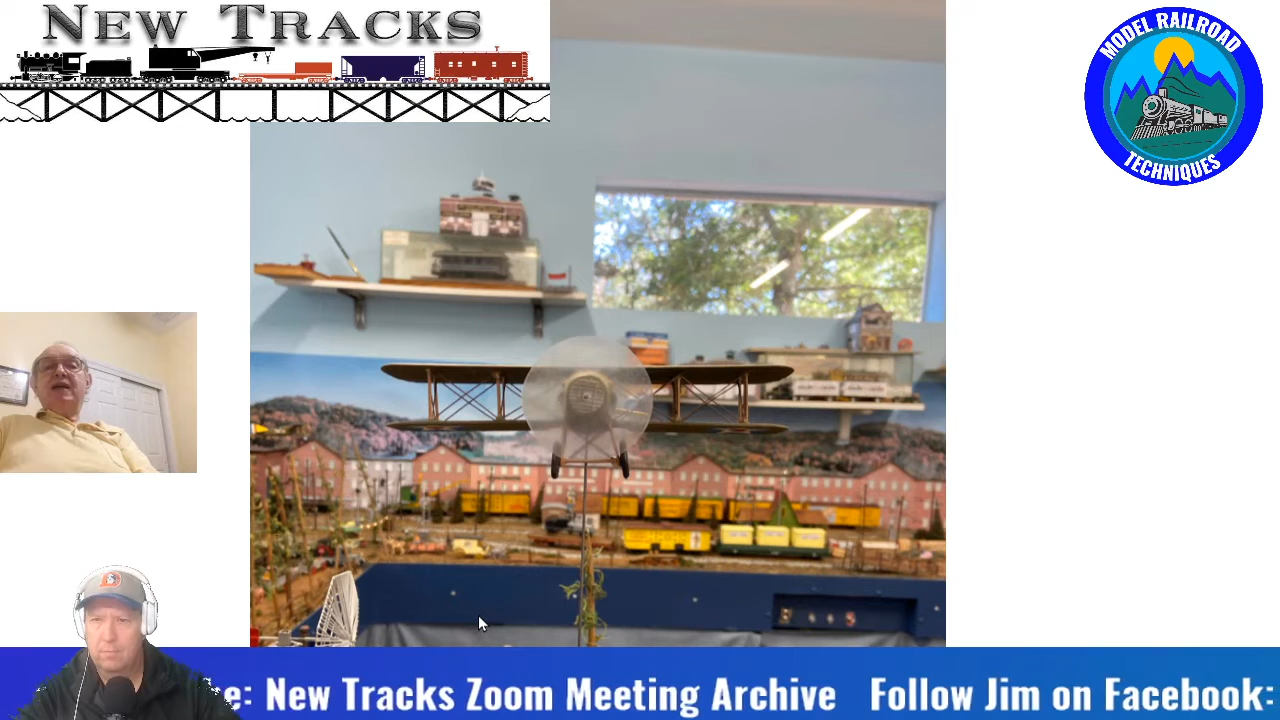 NEW TRACKS
MODEL RAILROAD
TECHNIQUES
e: New Tracks Zoom Meeting Archive Follow Jim on Facebook: